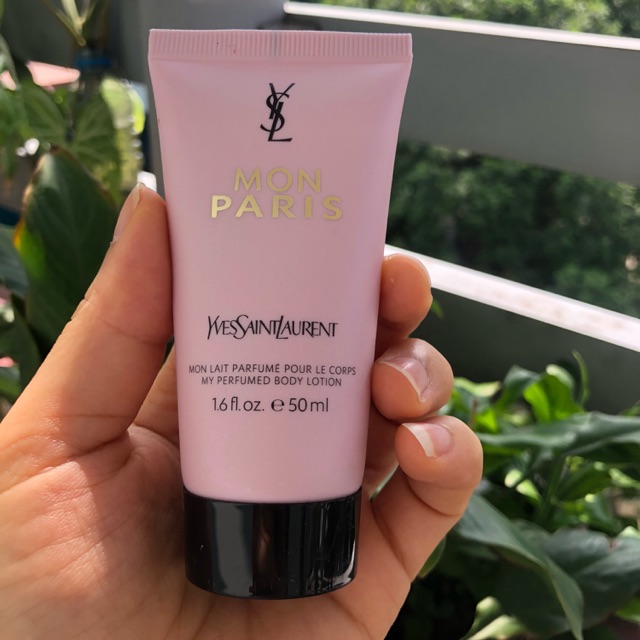 YSL
MON
PARIS
YVESSAINTLAURENT
MON LAIT PARFUMÉ POUR LE CORPS
MY PERFUMED BODY LOTION
1.6 fl. oz. ℮ 50 ml